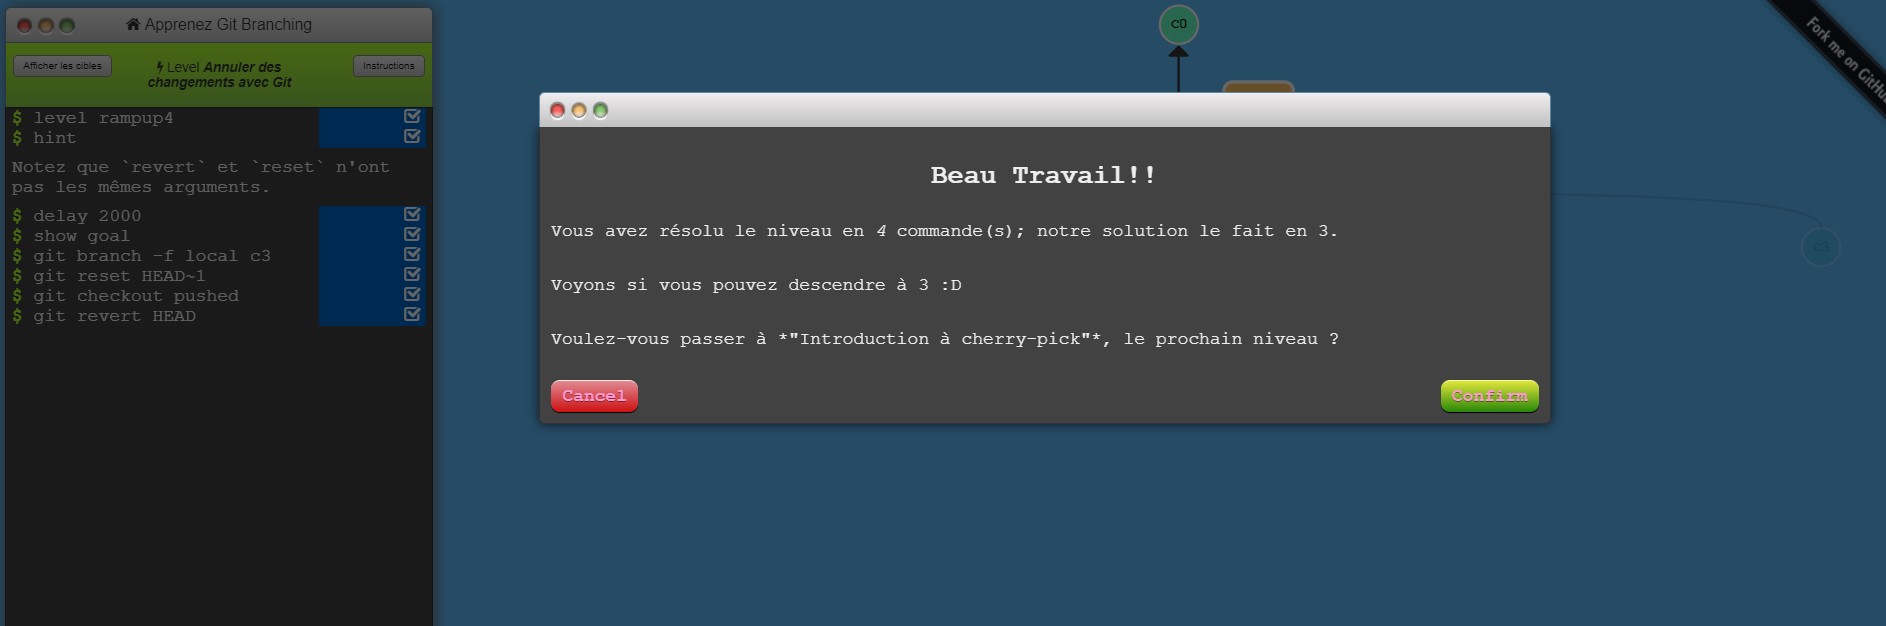 Apprenez Git Branching
Afficher les cibles
Level Annuler des
changements avec Git
Instructions
$ level rampup4
$ hint
Notez que `revert` et `reset` n'ont
pas les mêmes arguments.
$ delay 2000
$ show goal
$ git branch -f local c3
$ git reset HEAD~1
$ git checkout pushed
$ git revert HEAD
C0
Beau Travail!!
Vous avez résolu le niveau en 4 commande(s); notre solution le fait en 3.
Voyons si vous pouvez descendre à 3 :D
Voulez-vous passer à *"Introduction à cherry-pick"*, le prochain niveau ?
Cancel
Confirm
c3
Fork me on GitHub